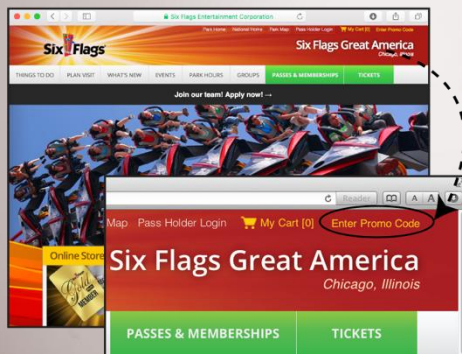 Six Flags Entertainment Corporation
Park Home National Home Park Map Pass Holder Login My Cart [0] Enter Promo Code
Six Flags
Six Flags Great America
Chicago, Illinois
THINGS TO DO PLAN VISIT WHAT'S NEW EVENTS PARK HOURS GROUPS PASSES & MEMBERSHIPS TICKETS
Join our team! Apply now! →
Online Store
Gold
MEMBER
Reader A A
Map Pass Holder Login My Cart [0] Enter Promo Code
Six Flags Great America
Chicago, Illinois
PASSES & MEMBERSHIPS TICKETS